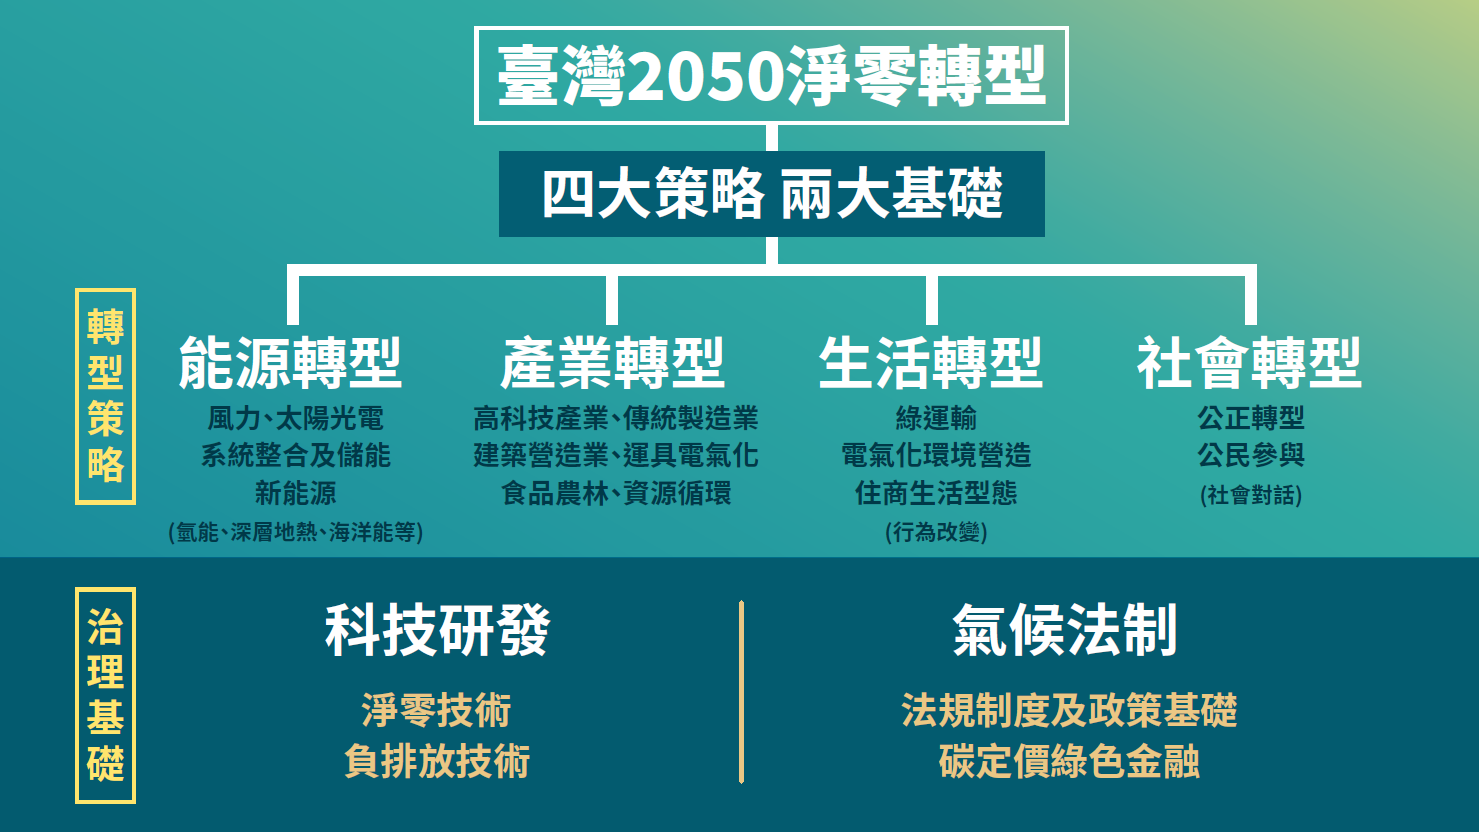 臺灣2050淨零轉型
四大策略 兩大基礎
轉型策略
能源轉型
風力、太陽光電
系統整合及儲能
新能源
(氫能、深層地熱、海洋能等)
產業轉型
高科技產業、傳統製造業
建築營造業、運具電氣化
食品農林、資源循環
生活轉型
綠運輸
電氣化環境營造
住商生活型態
(行為改變)
社會轉型
公正轉型
公民參與
(社會對話)
治理基礎
科技研發
淨零技術
負排放技術
氣候法制
法規制度及政策基礎
碳定價綠色金融